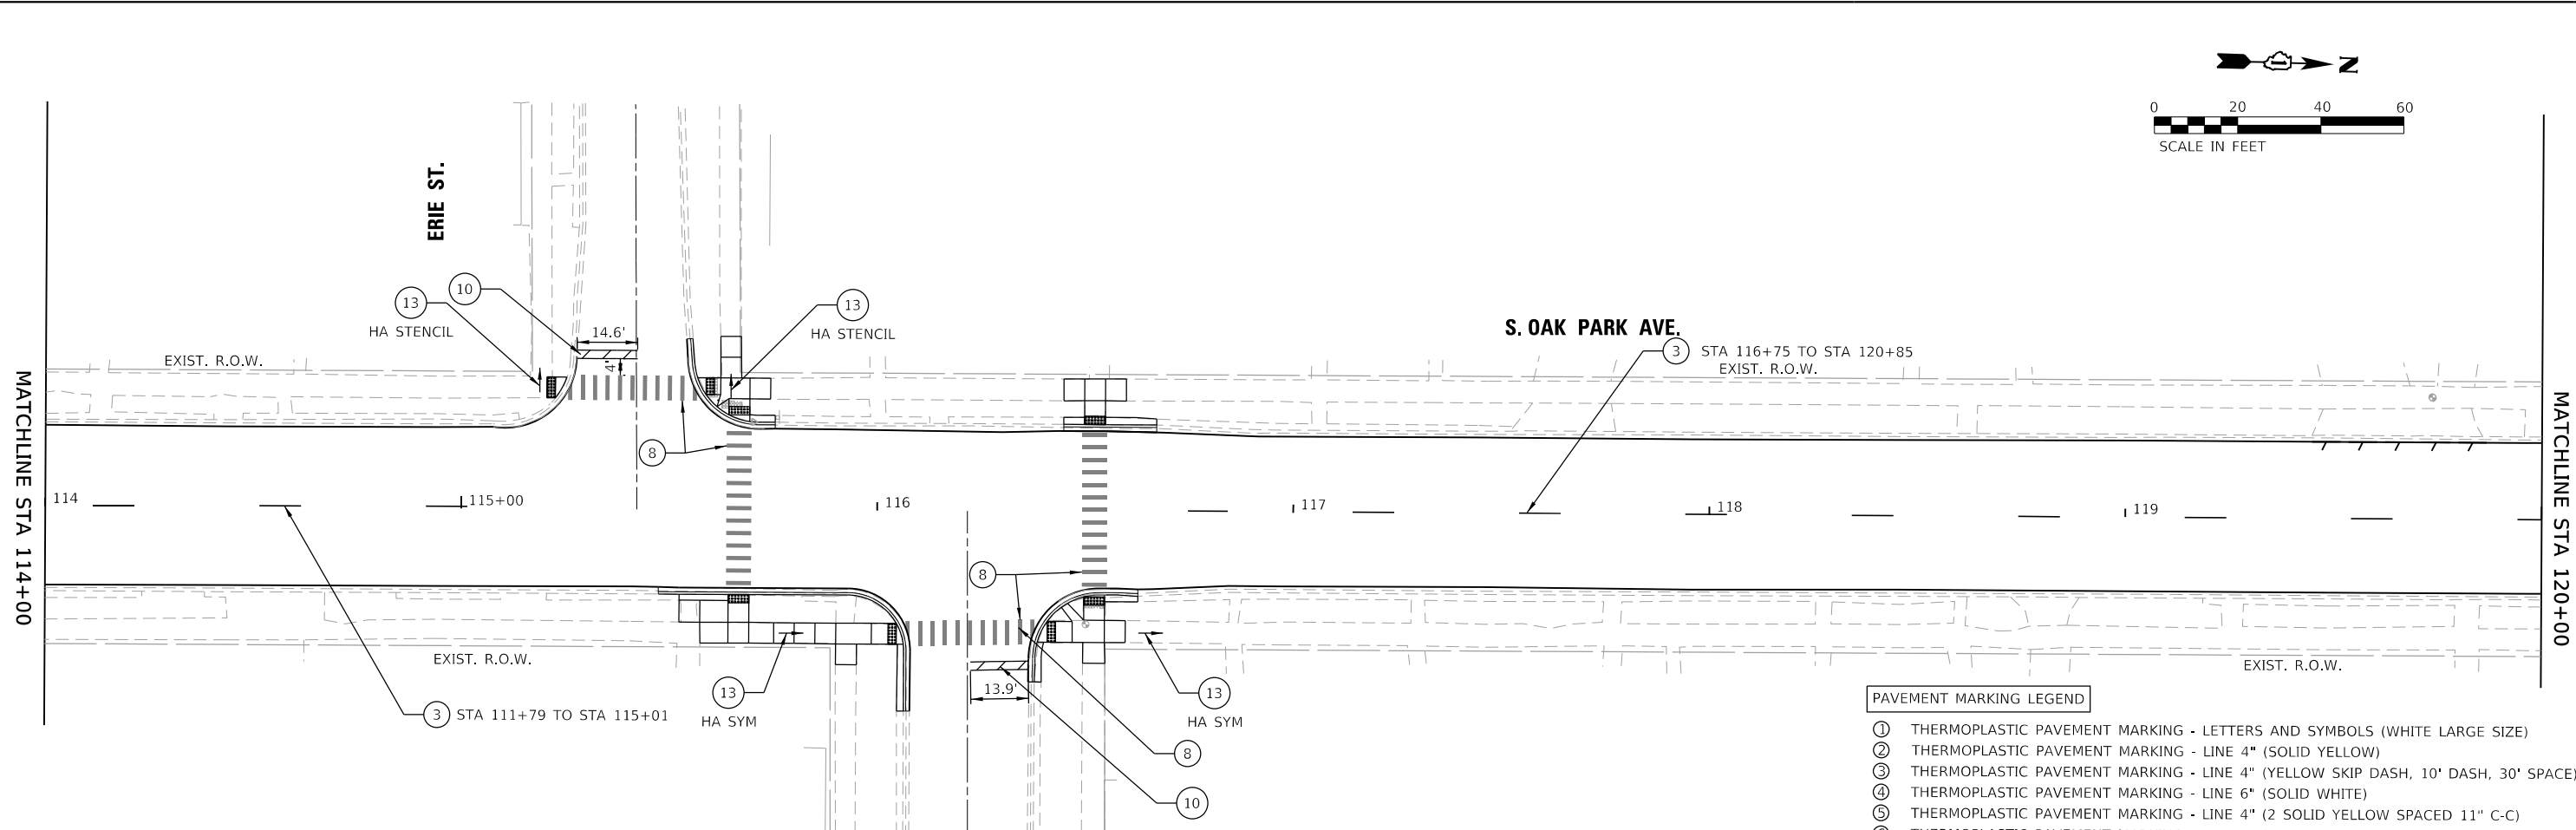 N
0 20 40 60
SCALE IN FEET
ERIE ST.
13
HA STENCIL
10
14.6'
4'
13
HA STENCIL
S. OAK PARK AVE.
3 STA 116+75 TO STA 120+85
EXIST. R.O.W.
EXIST. R.O.W.
MATCHLINE STA 114+00
MATCHLINE STA 120+00
8
114
115+00
116
117
118
119
8
EXIST. R.O.W.
EXIST. R.O.W.
3 STA 111+79 TO STA 115+01
13
HA SYM
13.9'
13
HA SYM
8
10
PAVEMENT MARKING LEGEND
1 THERMOPLASTIC PAVEMENT MARKING - LETTERS AND SYMBOLS (WHITE LARGE SIZE)
2 THERMOPLASTIC PAVEMENT MARKING - LINE 4" (SOLID YELLOW)
3 THERMOPLASTIC PAVEMENT MARKING - LINE 4" (YELLOW SKIP DASH, 10' DASH, 30' SPACE)
4 THERMOPLASTIC PAVEMENT MARKING - LINE 6" (SOLID WHITE)
5 THERMOPLASTIC PAVEMENT MARKING - LINE 4" (2 SOLID YELLOW SPACED 11" C-C)